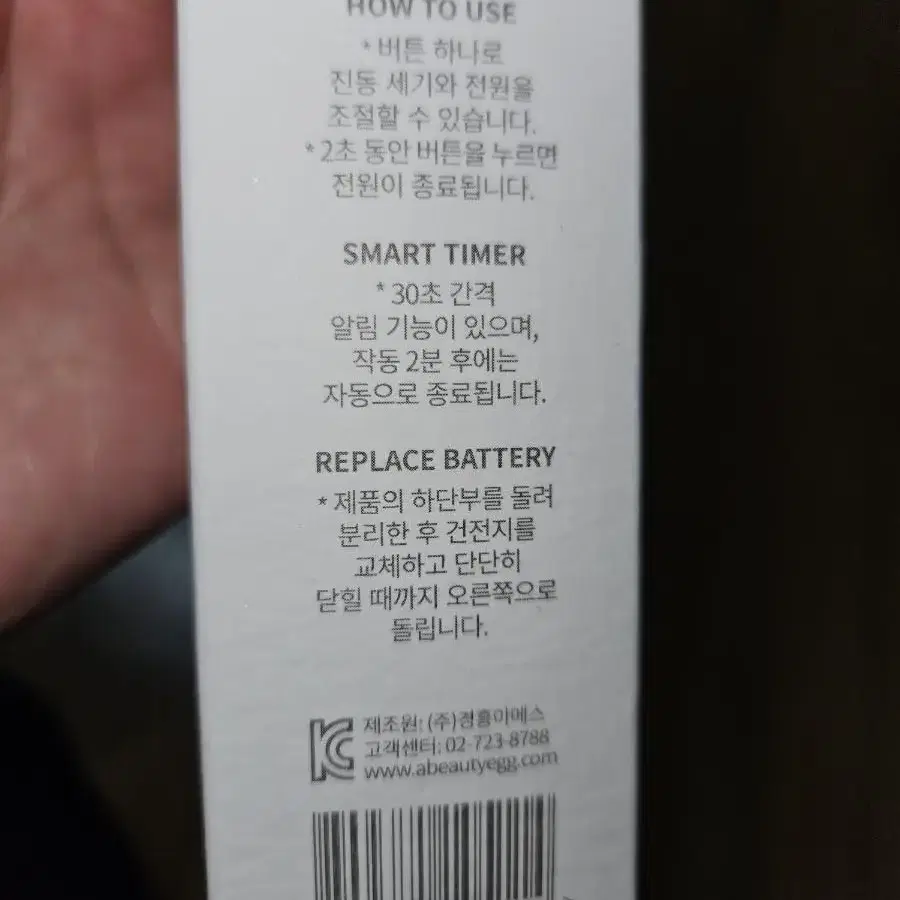 HOW TO USE
* 버튼 하나로
진동 세기와 전원을
조절할 수 있습니다.
* 2초 동안 버튼을 누르면
전원이 종료됩니다.
SMART TIMER
* 30초 간격
알림 기능이 있으며,
작동 2분 후에는
자동으로 종료됩니다.
REPLACE BATTERY
* 제품의 하단부를 돌려
분리한 후 건전지를
교체하고 단단히
닫힐 때까지 오른쪽으로
돌립니다.
제조원: (주)경흥아메스
고객센터: 02-723-8788
www.abeautyegg.com